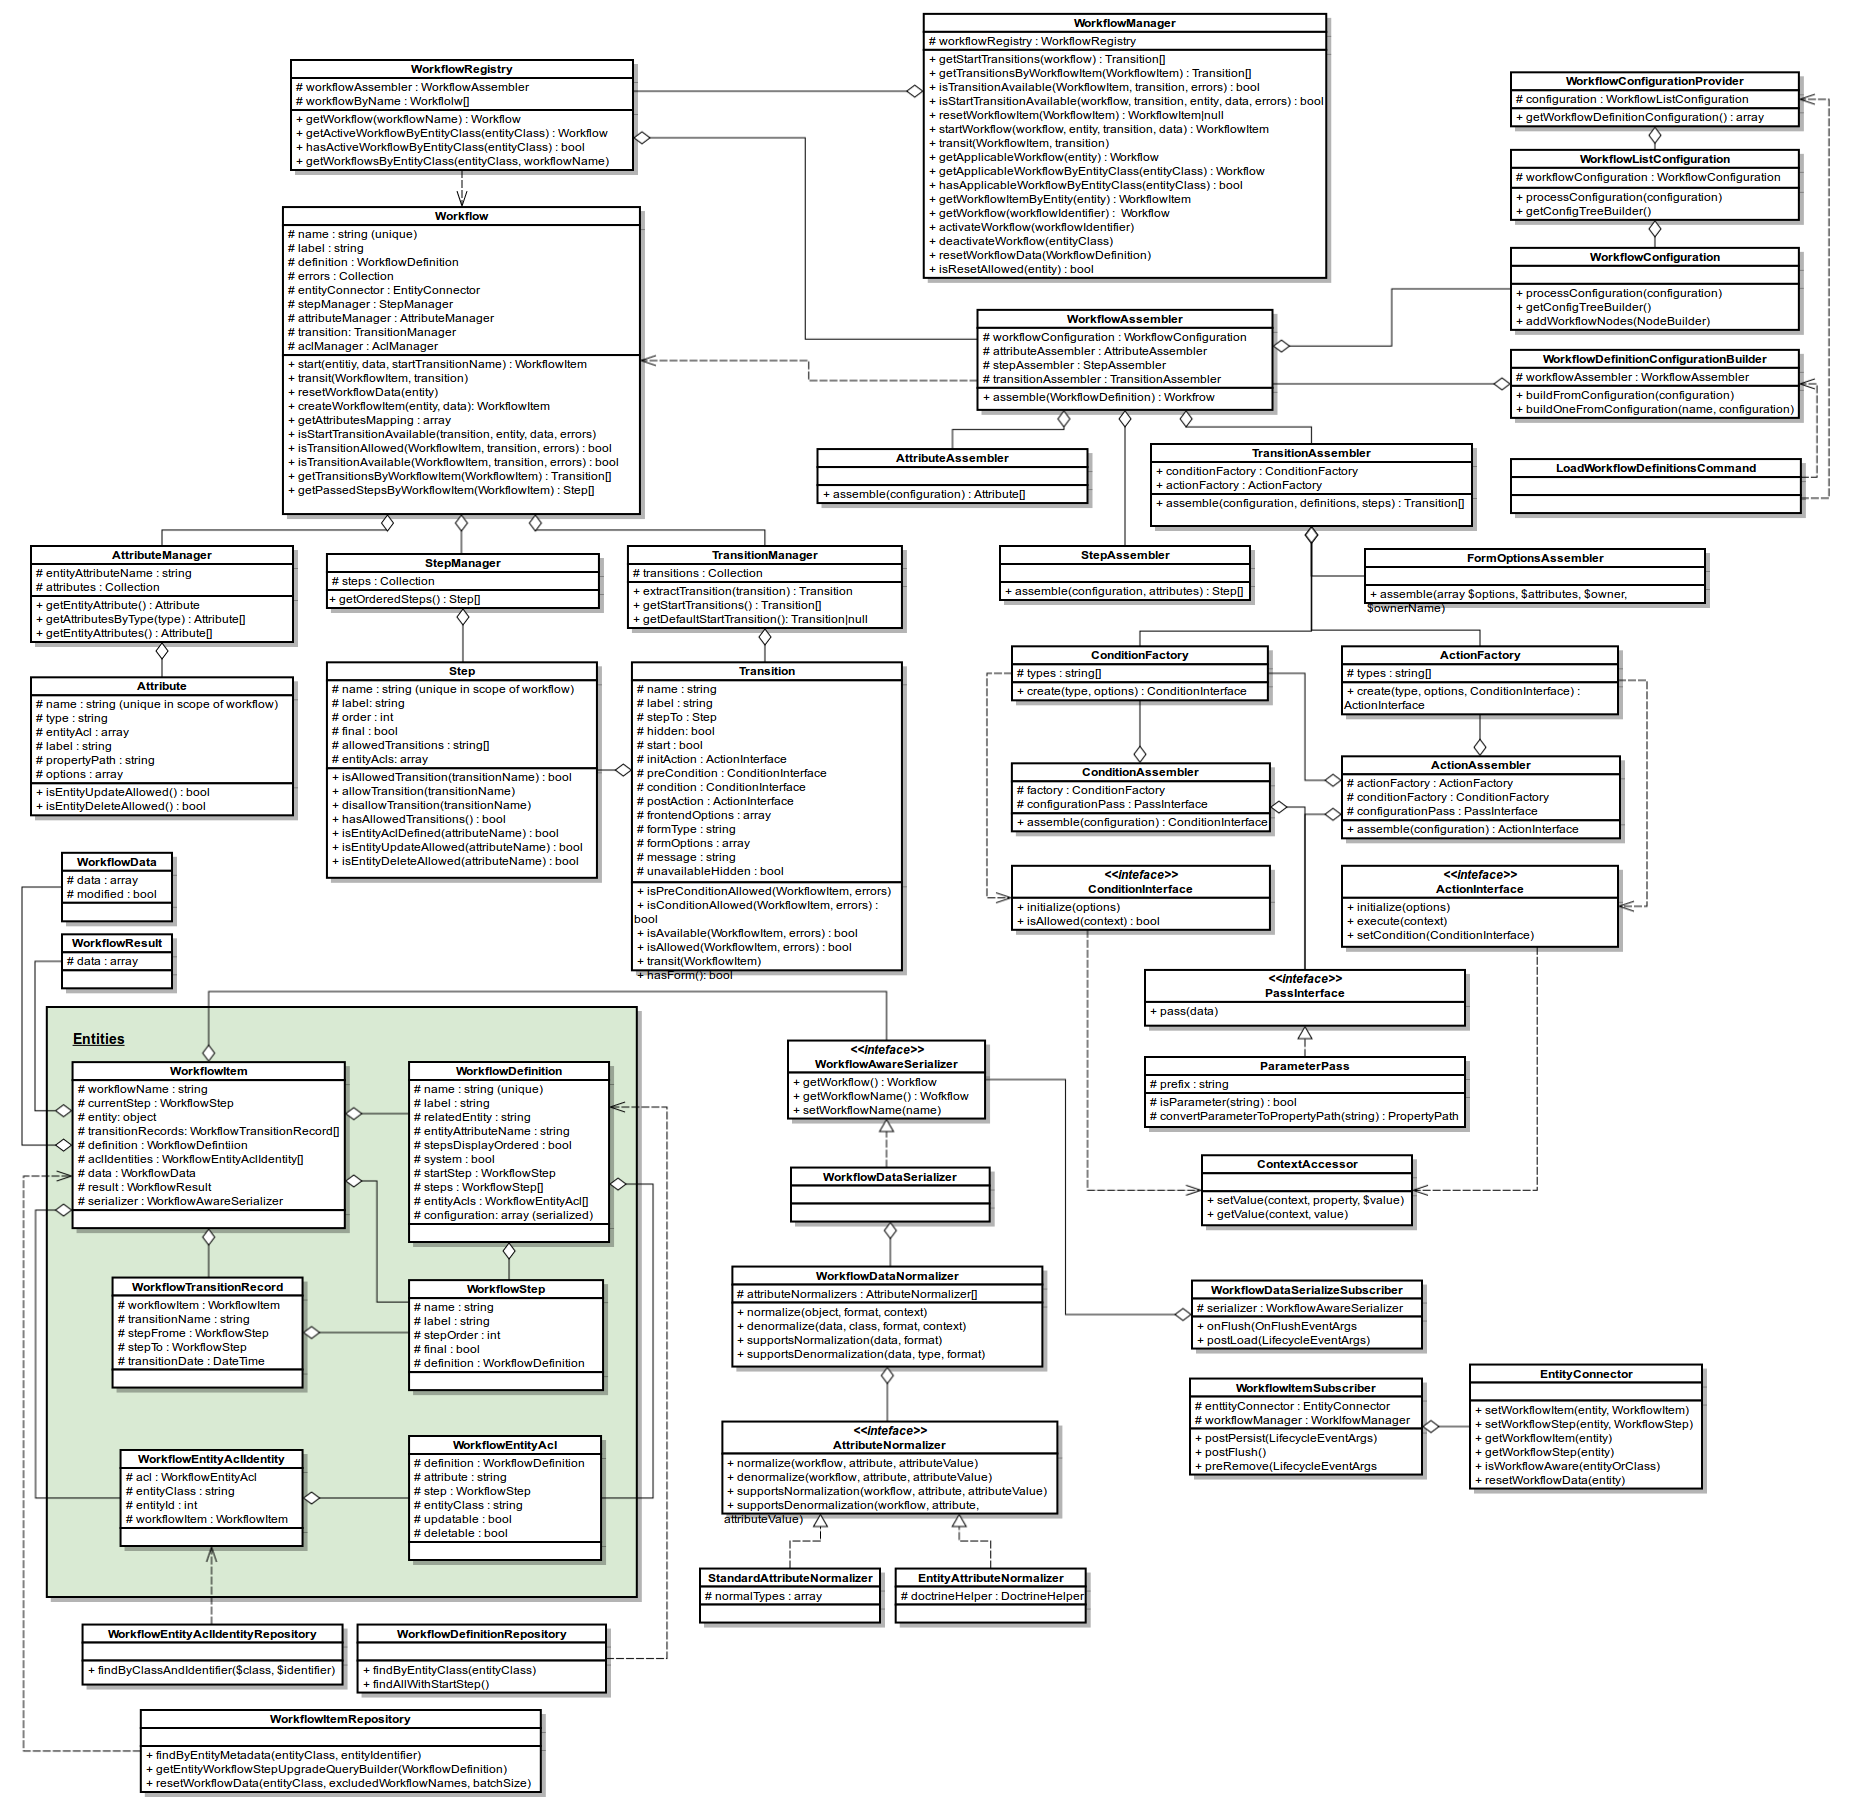 WorkflowManager
# workflowRegistry : WorkflowRegistry
+ getStartTransitions(workflow) : Transition[]
+ getTransitionsByWorkflowItem(WorkflowItem) : Transition[]
+ isTransitionAvailable(WorkflowItem, transition, errors) : bool
+ isStartTransitionAvailable(workflow, transition, entity, data, errors) : bool
+ resetWorkflowItem(WorkflowItem) : WorkflowItem|null
+ startWorkflow(workflow, entity, transition, data) : WorkflowItem
+ transit(WorkflowItem, transition)
+ getApplicableWorkflow(entity) : Workflow
+ getApplicableWorkflowByEntityClass(entityClass) : Workflow
+ hasApplicableWorkflowByEntityClass(entityClass) : bool
+ getWorkflowItemByEntity(entity) : WorkflowItem
+ getWorkflow(workflowIdentifier) :  Workflow
+ activateWorkflow(workflowIdentifier)
+ deactivateWorkflow(entityClass)
+ resetWorkflowData(WorkflowDefinition)
+ isResetAllowed(entity) : bool
WorkflowRegistry
# workflowAssembler : WorkflowAssembler
# workflowByName : Workfolw[]
+ getWorkflow(workflowName) : Workflow
+ getActiveWorkflowByEntityClass(entityClass) : Workflow
+ hasActiveWorkflowByEntityClass(entityClass) : bool
+ getWorkflowsByEntityClass(entityClass, workflowName)
WorkflowConfigurationProvider
# configuration : WorkflowListConfiguration
+ getWorkflowDefinitionConfiguration() : array
WorkflowListConfiguration
# workflowConfiguration : WorkflowConfiguration
+ processConfiguration(configuration)
+ getConfigTreeBuilder()
WorkflowConfiguration
+ processConfiguration(configuration)
+ getConfigTreeBuilder()
+ addWorkflowNodes(NodeBuilder)
Workflow
# name : string (unique)
# label : string
# definition : WorkflowDefinition
# errors : Collection
# entityConnector : EntityConnector
# stepManager : StepManager
# attributeManager : AttributeManager
# transition: TransitionManager
# aclManager : AclManager
+ start(entitiy, data, startTransitionName) : WorkflowItem
+ transit(WorkflowItem, transition)
+ resetWorkflowData(entity)
+ createWorkflowItem(entity, data): WorkflowItem
+ getAttributesMapping : array
+ isStartTransitionAvailable(transition, entity, data, errors)
+ isTransitionAllowed(WorkflowItem, transition, errors) : bool
+ isTransitionAvailable(WorkflowItem, transition, errors) : bool
+ getTransitionsByWorkflowItem(WorkflowItem) : Transition[]
+ getPassedStepsByWorkflowItem(WorkflowItem) : Step[]
WorkflowAssembler
# workflowConfiguration : WorkflowConfiguration
# attributeAssembler : AttributeAssembler
# stepAssembler : StepAssembler
# transitionAssembler : TransitionAssembler
+ assemble(WorkflowDefinition) : Workfrow
WorkflowDefinitionConfigurationBuilder
# workflowAssembler : WorkflowAssembler
+ buildFromConfiguration(configuration)
+ buildOneFromConfiguration(name, configuration)
AttributeAssembler
+ assemble(configuration) : Attribute[]
TransitionAssembler
+ conditionFactory : ConditionFactory
+ actionFactory : ActionFactory
+ assemble(configuration, definitions, steps) : Transition[]
LoadWorkflowDefinitionsCommand
AttributeManager
# entityAttributeName : string
# attributes : Collection
+ getEntityAttribute() : Attribute
+ getAttributesByType(type) : Attribute[]
+ getEntityAttributes() : Attribute[]
StepManager
# steps : Collection
+ getOrderedSteps() : Step[]
TransitionManager
# transitions : Collection
+ extractTransition(transition) : Transition
+ getStartTransitions() : Transition[]
+ getDefaultStartTransition(): Transition|null
StepAssembler
+ assemble(configuration, attributes) : Step[]
FormOptionsAssembler
+ assemble(array $options, $attributes, $owner,
$ownerName)
Attribute
# name : string (unique in scope of workflow)
# type : string
# entityAcl : array
# label : string
# propertyPath : string
# options : array
+ isEntityUpdateAllowed() : bool
+ isEntityDeleteAllowed() : bool
Step
# name : string (unique in scope of workflow)
# label: string
# order : int
# final : bool
# allowedTransitions : string[]
# entityAcls: array
+ isAllowedTransition(transitionName) : bool
+ allowTransition(transitionName)
+ disallowTransition(transitionName)
+ hasAllowedTransitions() : bool
+ isEntityAclDefined(attributeName) : bool
+ isEntityUpdateAllowed(attributeName) : bool
+ isEntityDeleteAllowed(attributeName) : bool
Transition
# name : string
# label : string
# stepTo : Step
# hidden: bool
# start : bool
# initAction : ActionInterface
# preCondition : ConditionInterface
# condition : ConditionInterface
# postAction : ActionInterface
# frontendOptions : array
# formType : string
# formOptions : array
# message : string
# unavailableHidden : bool
+ isPreConditionAllowed(WorkflowItem, errors)
+ isConditionAllowed(WorkflowItem, errors) :
bool
+ isAvailable(WorkflowItem, errors) : bool
+ isAllowed(WorkflowItem, errors) : bool
+ transit(WorkflowItem)
+ hasForm(): bool
ConditionFactory
# types : string[]
+ create(type, options) : ConditionInterface
ActionFactory
# types : string[]
+ create(type, options, ConditionInterface) :
ActionInterface
ConditionAssembler
# factory : ConditionFactory
# configurationPass : PassInterface
+ assemble(configuration) : ConditionInterface
ActionAssembler
# actionFactory : ActionFactory
# conditionFactory : ConditionFactory
# configurationPass : PassInterface
+ assemble(configuration) : ActionInterface
<<inteface>>
ConditionInterface
+ initialize(options)
+ isAllowed(context) : bool
<<inteface>>
ActionInterface
+ initialize(options)
+ execute(context)
+ setCondition(ConditionInterface)
WorkflowData
# data : array
# modified : bool
WorkflowResult
# data : array
<<inteface>>
PassInterface
+ pass(data)
ParameterPass
# prefix : string
# isParameter(string) : bool
# convertParameterToPropertyPath(string) : PropertyPath
ContextAccessor
+ setValue(context, property, $value)
+ getValue(context, value)
Entities
WorkflowItem
# workflowName : string
# currentStep : WorkflowStep
# entity: object
# transitionRecords: WorkflowTransitionRecord[]
# definition : WorkflowDefintiion
# aclIdentities : WorkflowEntityAclIdentity[]
# data : WorkflowData
# result : WorkflowResult
# serializer : WorkflowAwareSerializer
WorkflowDefinition
# name : string (unique)
# label : string
# relatedEntity : string
# entityAttributeName : string
# stepsDisplayOrdered : bool
# system : bool
# startStep : WorkflowStep
# steps : WorkflowStep[]
# entityAcls : WorkflowEntityAcl[]
# configuration: array (serialized)
<<inteface>>
WorkflowAwareSerializer
+ getWorkflow() : Workflow
+ getWorkflowName() : Wofkflow
+ setWorkflowName(name)
WorkflowDataSerializer
WorkflowTransitionRecord
# workflowItem : WorkflowItem
# transitionName : string
# stepFrome : WorkflowStep
# stepTo : WorkflowStep
# transitionDate : DateTime
WorkflowStep
# name : string
# label : string
# stepOrder : int
# final : bool
# definition : WorkflowDefinition
WorkflowDataNormalizer
# attributeNormalizers : AttributeNormalizer[]
+ normalize(object, format, context)
+ denormalize(data, class, format, context)
+ supportsNormalization(data, format)
+ supportsDenormalization(data, type, format)
WorkflowDataSerializeSubscriber
# serializer : WorkflowAwareSerializer
+ onFlush(OnFlushEventArgs
+ postLoad(LifecycleEventArgs)
WorkflowItemSubscriber
# enttityConnector : EntityConnector
# workflowManager : WorklfowManager
+ postPersist(LifecycleEventArgs)
+ postFlush()
+ preRemove(LifecycleEventArgs
EntityConnector
+ setWorkflowItem(entity, WorkflowItem)
+ setWorkflowStep(entity, WorkflowStep)
+ getWorkflowItem(entity)
+ getWorkflowStep(entity)
+ isWorkflowAware(entityOrClass)
+ resetWorkflowData(entity)
WorkflowEntityAclIdentity
# acl : WorkflowEntityAcl
# entityClass : string
# entityId : int
# workflowItem : WorkflowItem
WorkflowEntityAcl
# definition : WorkflowDefinition
# attribute : string
# step : WorkflowStep
# entityClass : string
# updatable : bool
# deletable : bool
<<inteface>>
AttributeNormalizer
+ normalize(workflow, attribute, attributeValue)
+ denormalize(workflow, attribute, attributeValue)
+ supportsNormalization(workflow, attribute, attributeValue)
+ supportsDenormalization(workflow, attribute,
attributeValue)
StandardAttributeNormalizer
# normalTypes : array
EntityAttributeNormalizer
# doctrineHelper : DoctrineHelper
WorkflowEntityAclIdentityRepository
+ findByClassAndIdentifier($class, $identifier)
WorkflowDefinitionRepository
+ findByEntityClass(entityClass)
+ findAllWithStartStep()
WorkflowItemRepository
+ findByEntityMetadata(entityClass, entityIdentifier)
+ getEntityWorkflowStepUpgradeQueryBuilder(WorkflowDefinition)
+ resetWorkflowData(entityClass, excludedWorkflowNames, batchSize)